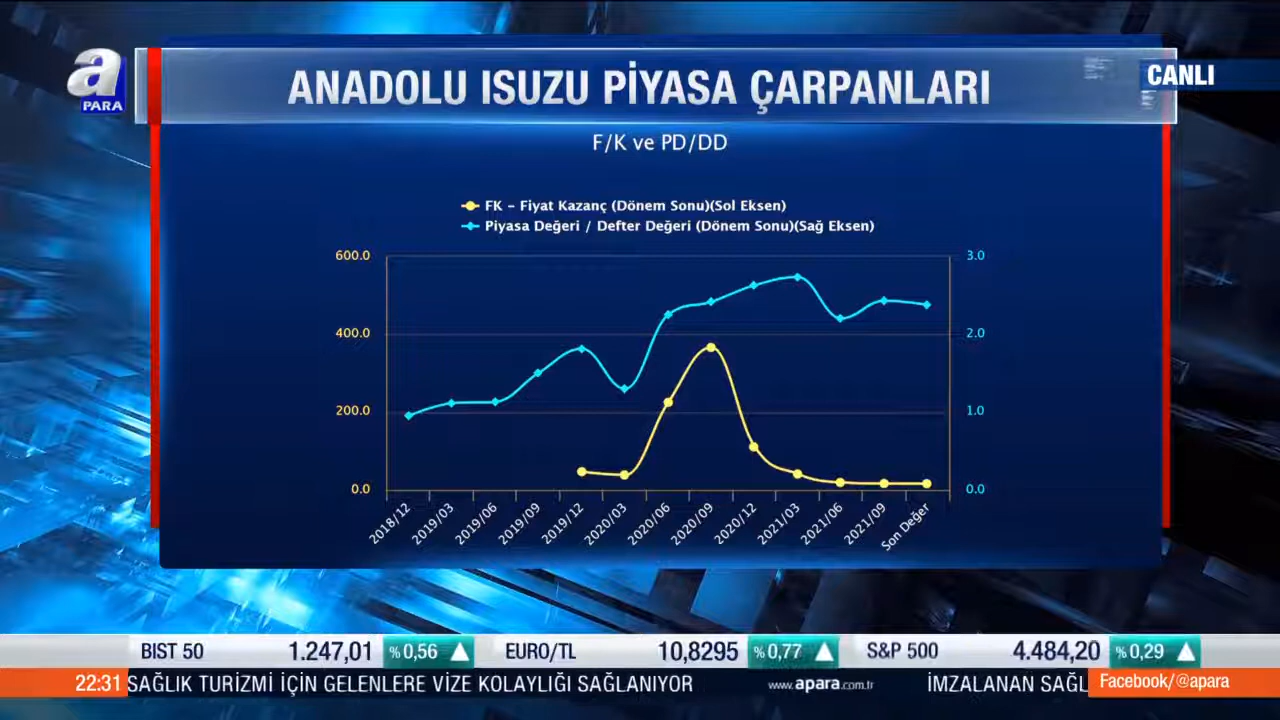 a
PARA
ANADOLU ISUZU PİYASA ÇARPANLARI
CANLI
F/K ve PD/DD
FK - Fiyat Kazanç (Dönem Sonu)(Sol Eksen)
Piyasa Değeri / Defter Değeri (Dönem Sonu)(Sağ Eksen)
600.0
400.0
200.0
0.0
3.0
2.0
1.0
0.0
2018/12
2019/03
2019/06
2019/09
2019/12
2020/03
2020/06
2020/09
2020/12
2021/03
2021/06
2021/09
Son Değer
BIST 50 1.247,01 %0,56 EURO/TL 10,8295 %0,77 S&P 500 4.484,20 %0,29
22:31 SAĞLIK TURİZMİ İÇİN GELENLERE VİZE KOLAYLIĞI SAĞLANIYOR www.apara.com.tr İMZALANAN SAĞL Facebook/@apara